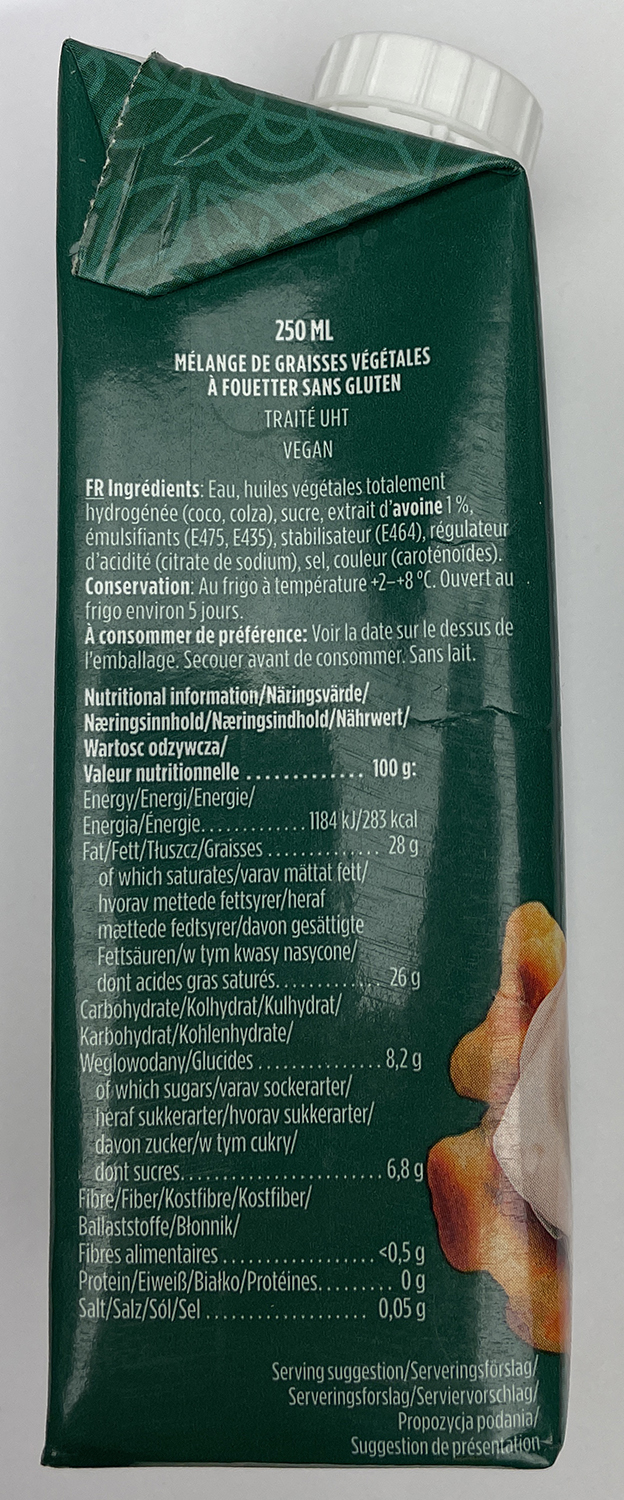 250 ML
MÉLANGE DE GRAISSES VÉGÉTALES
À FOUETTER SANS GLUTEN
TRAITÉ UHT
VEGAN
FR Ingrédients: Eau, huiles végétales totalement
hydrogénée (coco, colza), sucre, extrait d'avoine 1 %,
émulsifiants (E475, E435), stabilisateur (E464), régulateur
d'acidité (citrate de sodium), sel, couleur (caroténoïdes).
Conservation: Au frigo à température +2–+8 °C. Ouvert au
frigo environ 5 jours.
À consommer de préférence: Voir la date sur le dessus de
l'emballage. Secouer avant de consommer. Sans lait.
Nutritional information/Näringsvärde/
Næringsinnhold/Næringsindhold/Nährwert/
Wartosc odzywcza/
Valeur nutritionnelle ............. 100 g:
Energy/Energi/Energie/
Energia/Énergie............. 1184 kJ/283 kcal
Fat/Fett/Tłuszcz/Graisses .............. 28 g
of which saturates/varav mättat fett/
hvorav mettede fettsyrer/heraf
mættede fedtsyrer/davon gesättigte
Fettsäuren/w tym kwasy nasycone/
dont acides gras saturés.............. 26 g
Carbohydrate/Kolhydrat/Kulhydrat/
Karbohydrat/Kohlenhydrate/
Weglowodany/Glucides ............... 8,2 g
of which sugars/varav sockerarter/
heraf sukkerarter/hvorav sukkerarter/
davon zucker/w tym cukry/
dont sucres......................... 6,8 g
Fibre/Fiber/Kostfibre/Kostfiber/
Ballaststoffe/Błonnik/
Fibres alimentaires ................... <0,5 g
Protein/Eiweiß/Białko/Protéines.......... 0 g
Salt/Salz/Sól/Sel ...................... 0,05 g
Serving suggestion/Serveringsförslag/
Serveringsforslag/Serviervorschlag/
Propozycja podania/
Suggestion de présentation